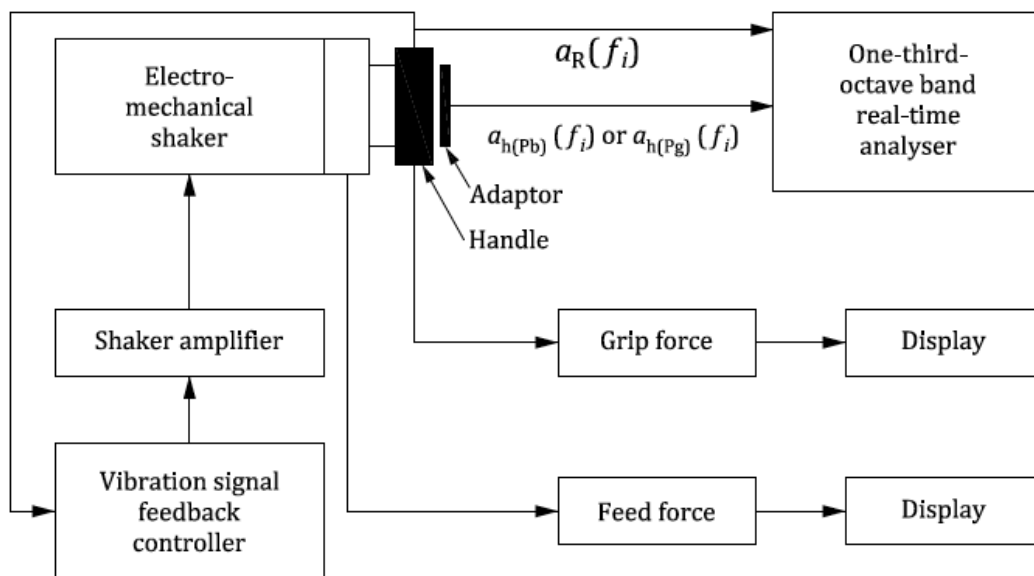 Electro-
mechanical
shaker
a_R(f_i)
a_h(Pb) (f_i) or a_h(Pg) (f_i)
One-third-
octave band
real-time
analyser
Adaptor
Handle
Shaker amplifier
Grip force
Display
Vibration signal
feedback
controller
Feed force
Display